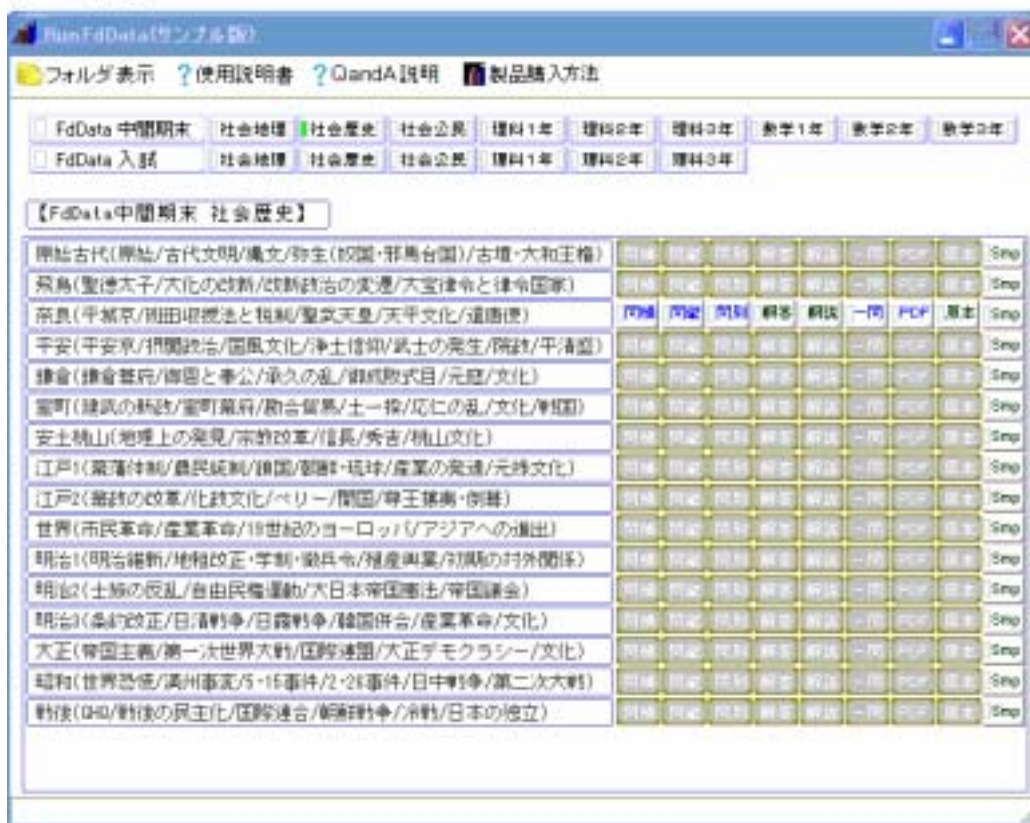 RunFdData(サンプル版)
フォルダ表示 ?使用説明書 ?QandA説明 製品購入方法
FdData 中間期末 社会地理 社会歴史 社会公民 理科1年 理科2年 理科3年 数学1年 数学2年 数学3年
FdData 入試 社会地理 社会歴史 社会公民 理科1年 理科2年 理科3年
【FdData中間期末 社会歴史】
原始古代(原始/古代文明/縄文/弥生(奴国・邪馬台国)/古墳・大和王権) Smp
飛鳥(聖徳太子/大化の改新/改新政治の変遷/大宝律令と律令国家) Smp
奈良(平城京/班田収授法と税制/聖武天皇/天平文化/遣唐使) 問横 問縦 問別 解答 解説 一問 PDF 原本 Smp
平安(平安京/摂関政治/国風文化/浄土信仰/武士の発生/院政/平清盛) Smp
鎌倉(鎌倉幕府/御恩と奉公/承久の乱/御成敗式目/元寇/文化) Smp
室町(建武の新政/室町幕府/勘合貿易/土一揆/応仁の乱/文化/戦国) Smp
安土桃山(地理上の発見/宗教改革/信長/秀吉/桃山文化) Smp
江戸1(幕藩体制/農民統制/鎖国/朝鮮・琉球/産業の発達/元禄文化) Smp
江戸2(幕政の改革/化政文化/ペリー/開国/尊王攘夷・倒幕) Smp
世界(市民革命/産業革命/19世紀のヨーロッパ/アジアへの進出) Smp
明治1(明治維新/地租改正・学制・徴兵令/殖産興業/初期の対外関係) Smp
明治2(士族の反乱/自由民権運動/大日本帝国憲法/帝国議会) Smp
明治3(条約改正/日清戦争/日露戦争/韓国併合/産業革命/文化) Smp
大正(帝国主義/第一次世界大戦/国際連盟/大正デモクラシー/文化) Smp
昭和(世界恐慌/満州事変/5・15事件/2・26事件/日中戦争/第二次大戦) Smp
戦後(GHQ/戦後の民主化/国際連合/朝鮮戦争/冷戦/日本の独立) Smp